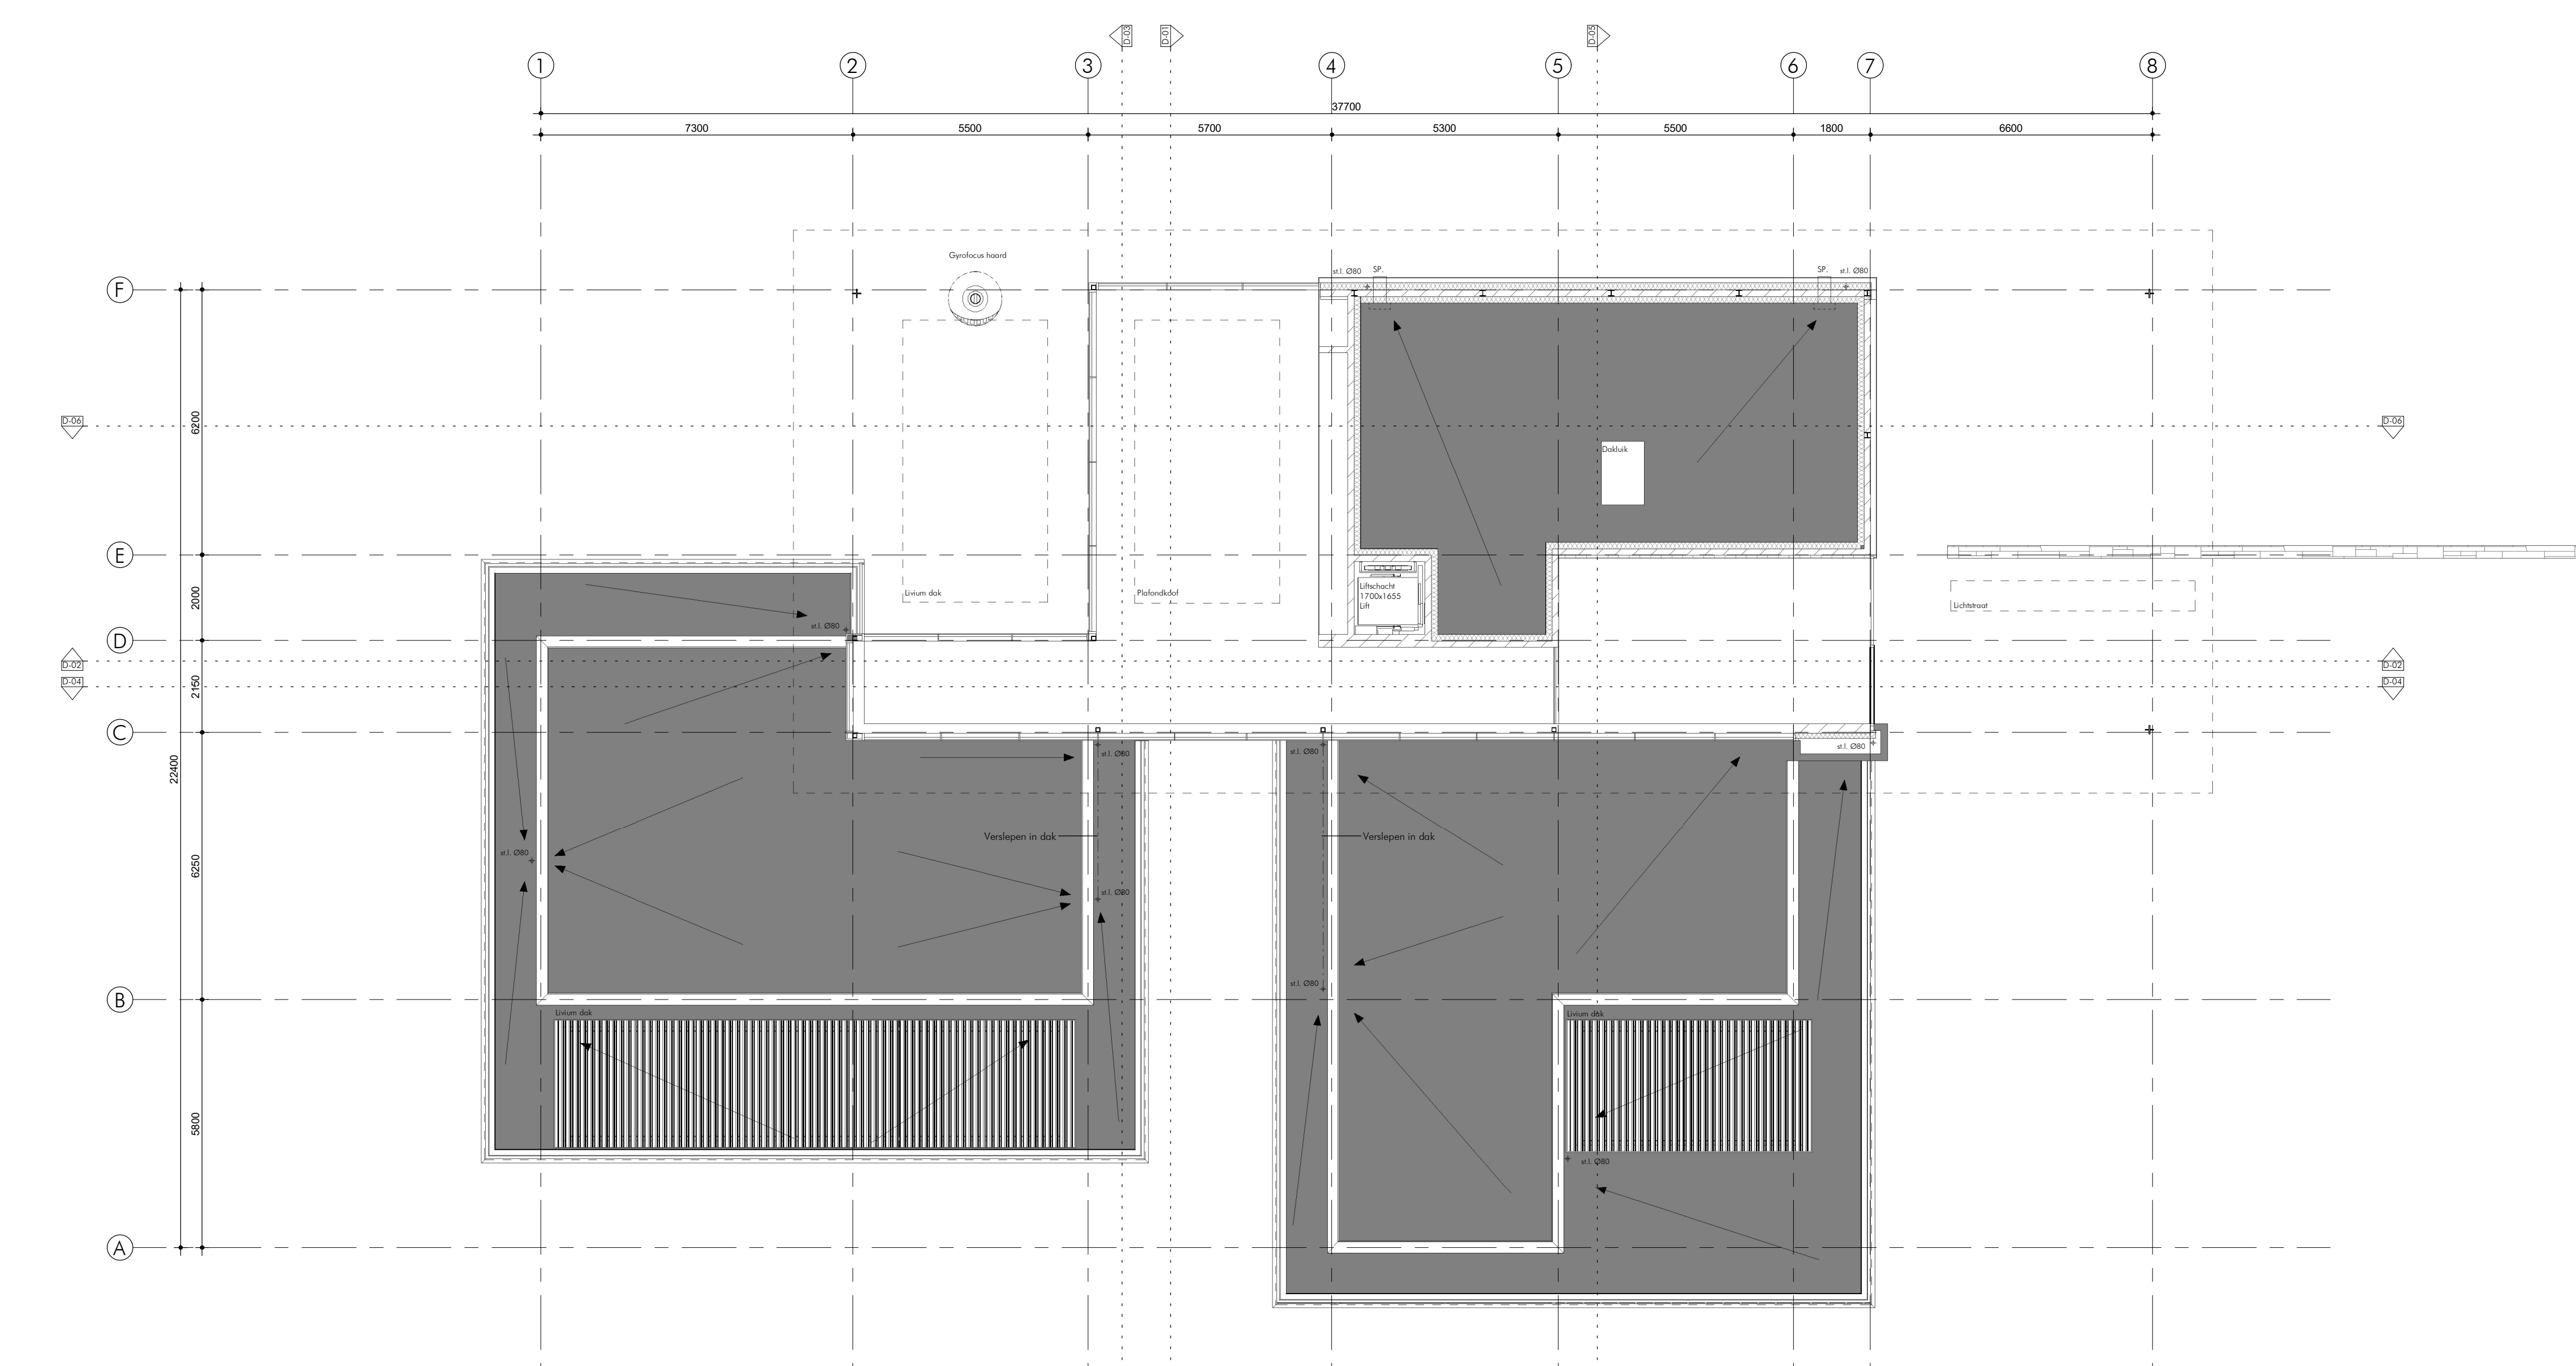 D-03
D-01
D-05
1
2
3
4
5
6
7
8
37700
7300
5500
5700
5300
5500
1800
6600
Gyrofocus haard
st.l. Ø80
SP.
SP.
st.l. Ø80
F
D-06
6200
D-06
Dakluik
E
Liftschacht
1700x1655
Lift
Livium dak
Plafondkoof
2000
Lichtstraat
st.l. Ø80
D
D-02
D-02
D-04
2150
D-04
C
st.l. Ø80
st.l. Ø80
st.l. Ø80
22400
Verslepen in dak
Verslepen in dak
st.l. Ø80
6250
st.l. Ø80
st.l. Ø80
B
Livium dak
Livium dak
5800
st.l. Ø80
A